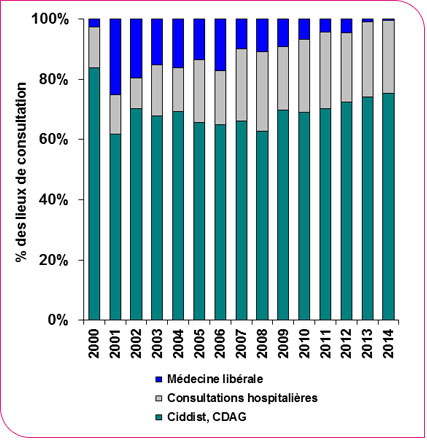 % des lieux de consultation
100%
80%
60%
40%
20%
0%
2000 2001 2002 2003 2004 2005 2006 2007 2008 2009 2010 2011 2012 2013 2014
Médecine libérale
Consultations hospitalières
Ciddist, CDAG